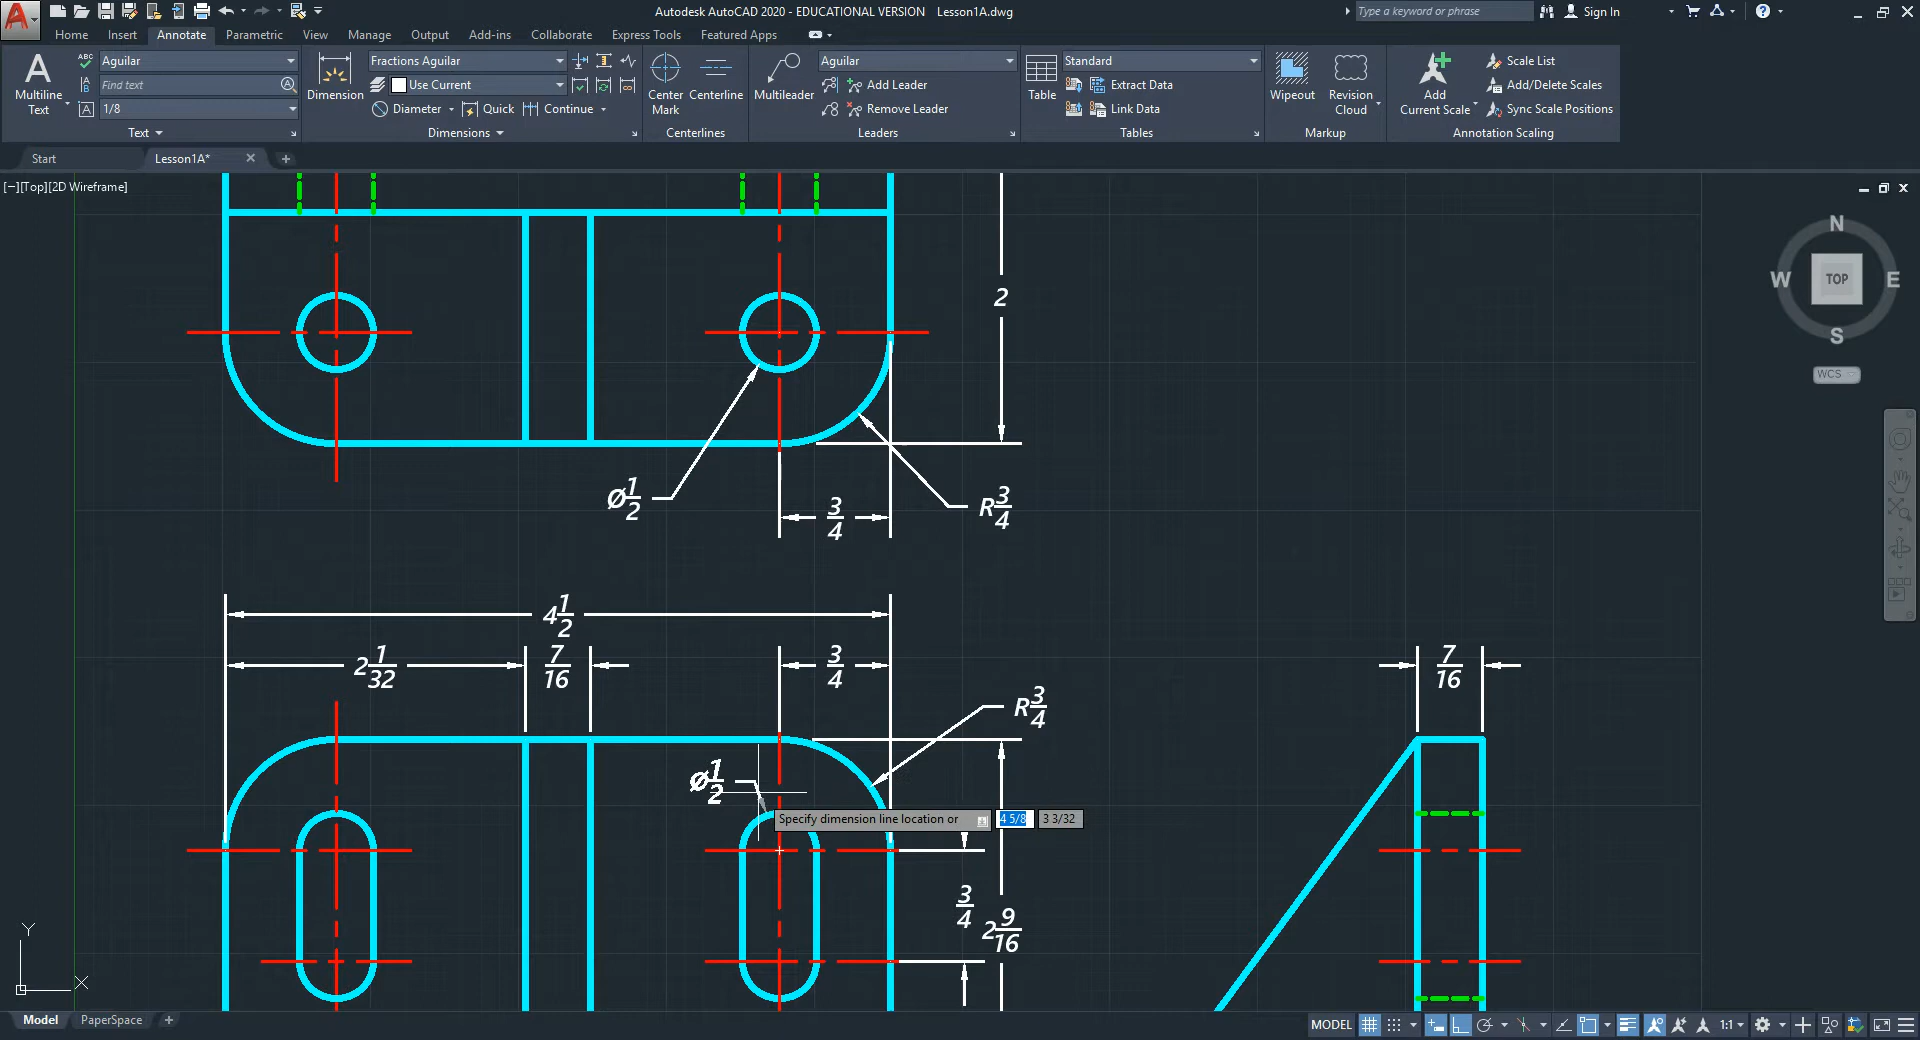 Autodesk AutoCAD 2020 - EDUCATIONAL VERSION Lesson1A.dwg
Type a keyword or phrase
Sign In
Home Insert Annotate Parametric View Manage Output Add-ins Collaborate Express Tools Featured Apps
A
Multiline Text
ABC
Aguilar
Find text
1/8
Text
Dimension
Fractions Aguilar
Use Current
Diameter Quick Continue
Dimensions
Center Mark
Centerline
Centerlines
Multileader
Aguilar
Add Leader
Remove Leader
Leaders
Table
Standard
Extract Data
Link Data
Tables
Wipeout
Revision Cloud
Markup
Add Current Scale
Scale List
Add/Delete Scales
Sync Scale Positions
Annotation Scaling
Start
Lesson1A*
[−][Top][2D Wireframe]
N
W TOP E
S
WCS
2
Ø1/2
3/4
R3/4
4 1/2
2 1/32
7/16
3/4
7/16
R3/4
Ø1/2
Specify dimension line location or 4 5/8 3 3/32
3/4
2 9/16
Y
X
Model PaperSpace
MODEL
1:1